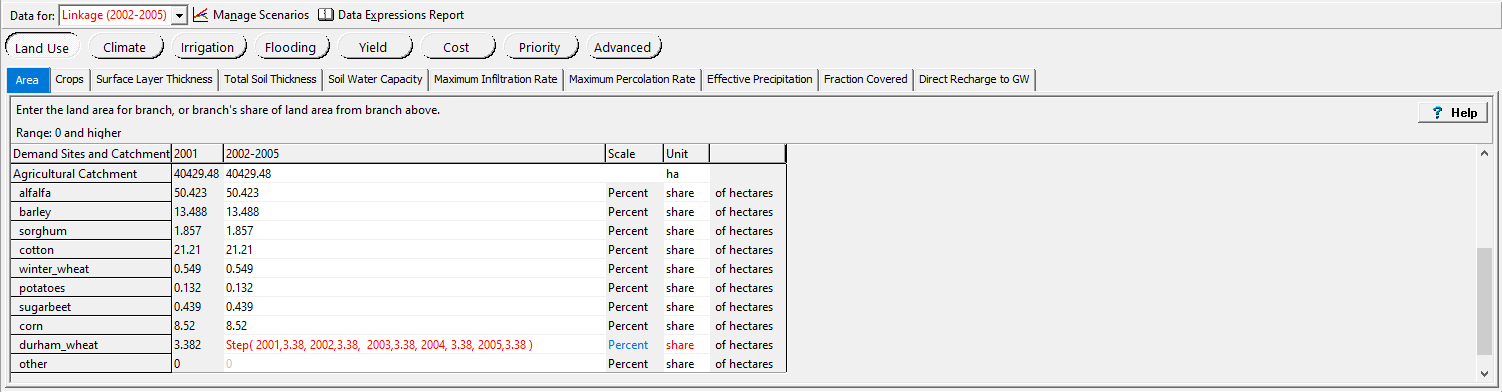 Data for: Linkage (2002-2005) Manage Scenarios Data Expressions Report
Land Use Climate Irrigation Flooding Yield Cost Priority Advanced
Area Crops Surface Layer Thickness Total Soil Thickness Soil Water Capacity Maximum Infiltration Rate Maximum Percolation Rate Effective Precipitation Fraction Covered Direct Recharge to GW
Enter the land area for branch, or branch's share of land area from branch above.
? Help
Range: 0 and higher
Demand Sites and Catchment 2001 2002-2005 Scale Unit
Agricultural Catchment 40429.48 40429.48 ha
alfalfa 50.423 50.423 Percent share of hectares
barley 13.488 13.488 Percent share of hectares
sorghum 1.857 1.857 Percent share of hectares
cotton 21.21 21.21 Percent share of hectares
winter_wheat 0.549 0.549 Percent share of hectares
potatoes 0.132 0.132 Percent share of hectares
sugarbeet 0.439 0.439 Percent share of hectares
corn 8.52 8.52 Percent share of hectares
durham_wheat 3.382 Step( 2001,3.38, 2002,3.38,  2003,3.38, 2004, 3.38, 2005,3.38 ) Percent share of hectares
other 0 0 Percent share of hectares